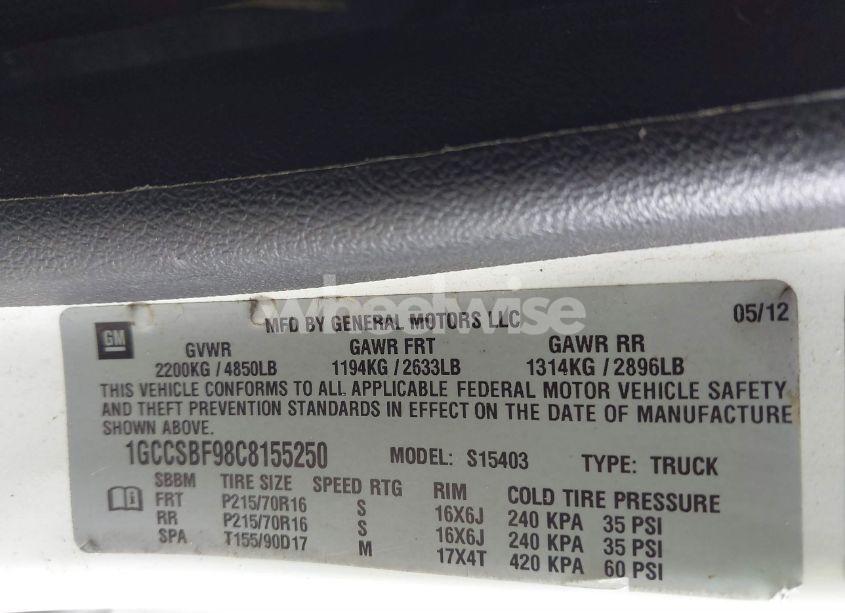 wheelwise
MFD BY GENERAL MOTORS LLC 05/12
GM
GVWR GAWR FRT GAWR RR
2200KG / 4850LB 1194KG / 2633LB 1314KG / 2896LB
THIS VEHICLE CONFORMS TO ALL APPLICABLE FEDERAL MOTOR VEHICLE SAFETY
AND THEFT PREVENTION STANDARDS IN EFFECT ON THE DATE OF MANUFACTURE
SHOWN ABOVE.
1GCCSBF98C8155250 MODEL: S15403 TYPE: TRUCK
SBBM TIRE SIZE SPEED RTG RIM COLD TIRE PRESSURE
FRT P215/70R16 S 16X6J 240 KPA 35 PSI
RR P215/70R16 S 16X6J 240 KPA 35 PSI
SPA T155/90D17 M 17X4T 420 KPA 60 PSI